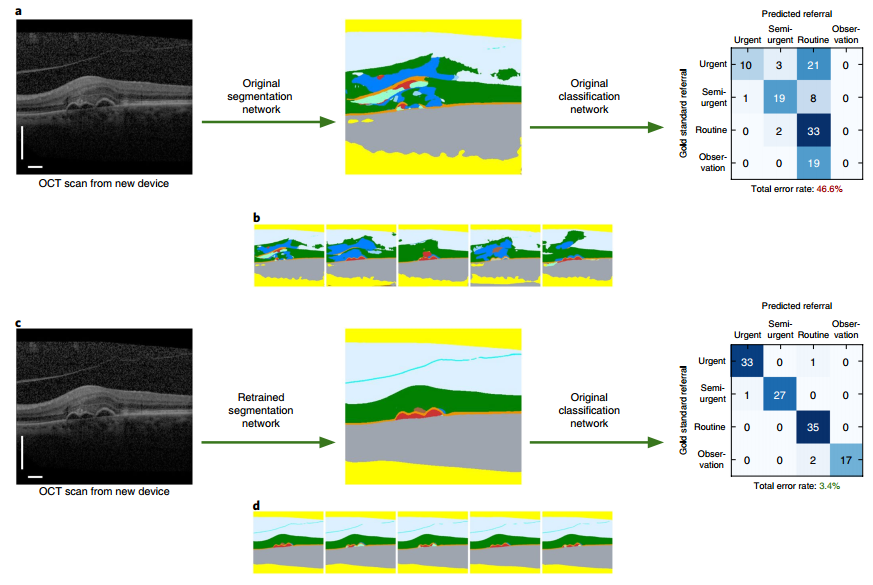 a
OCT scan from new device
Original
segmentation
network
Original
classification
network
Predicted referral
Urgent
Semi-
urgent
Routine
Obser-
vation
Gold standard referral
Urgent
10 3 21 0
Semi-
urgent
1 19 8 0
Routine
0 2 33 0
Obser-
vation
0 0 19 0
Total error rate: 46.6%
b
c
OCT scan from new device
Retrained
segmentation
network
Original
classification
network
Predicted referral
Urgent
Semi-
urgent
Routine
Obser-
vation
Gold standard referral
Urgent
33 0 1 0
Semi-
urgent
1 27 0 0
Routine
0 0 35 0
Obser-
vation
0 0 2 17
Total error rate: 3.4%
d